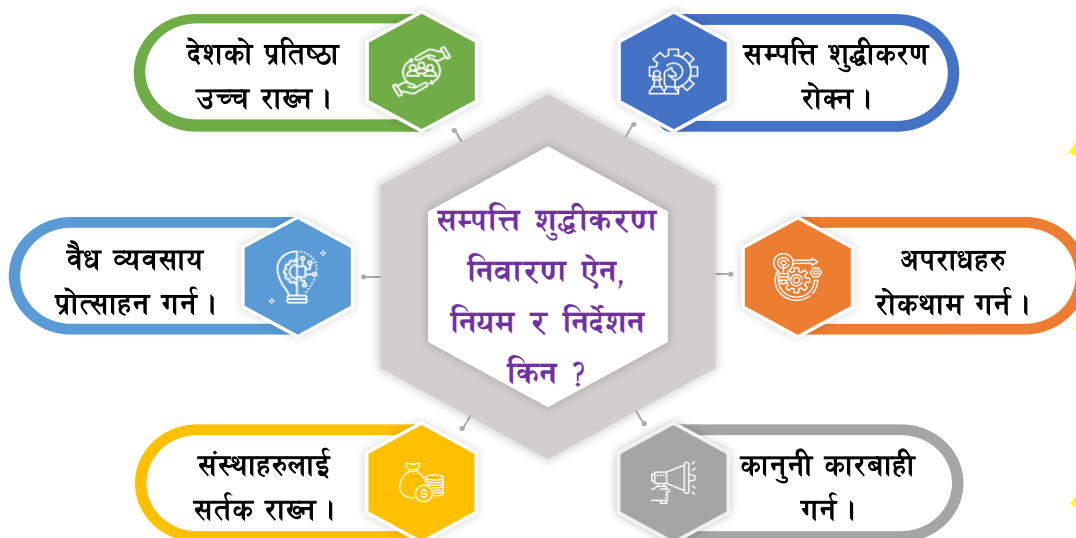 देशको प्रतिष्ठा
उच्च राख्न ।
सम्पत्ति शुद्धीकरण
रोक्न ।
वैध व्यवसाय
प्रोत्साहन गर्न ।
सम्पत्ति शुद्धीकरण
निवारण ऐन,
नियम र निर्देशन
किन ?
अपराधहरु
रोकथाम गर्न ।
संस्थाहरुलाई
सर्तक राख्न ।
कानुनी कारबाही
गर्न ।